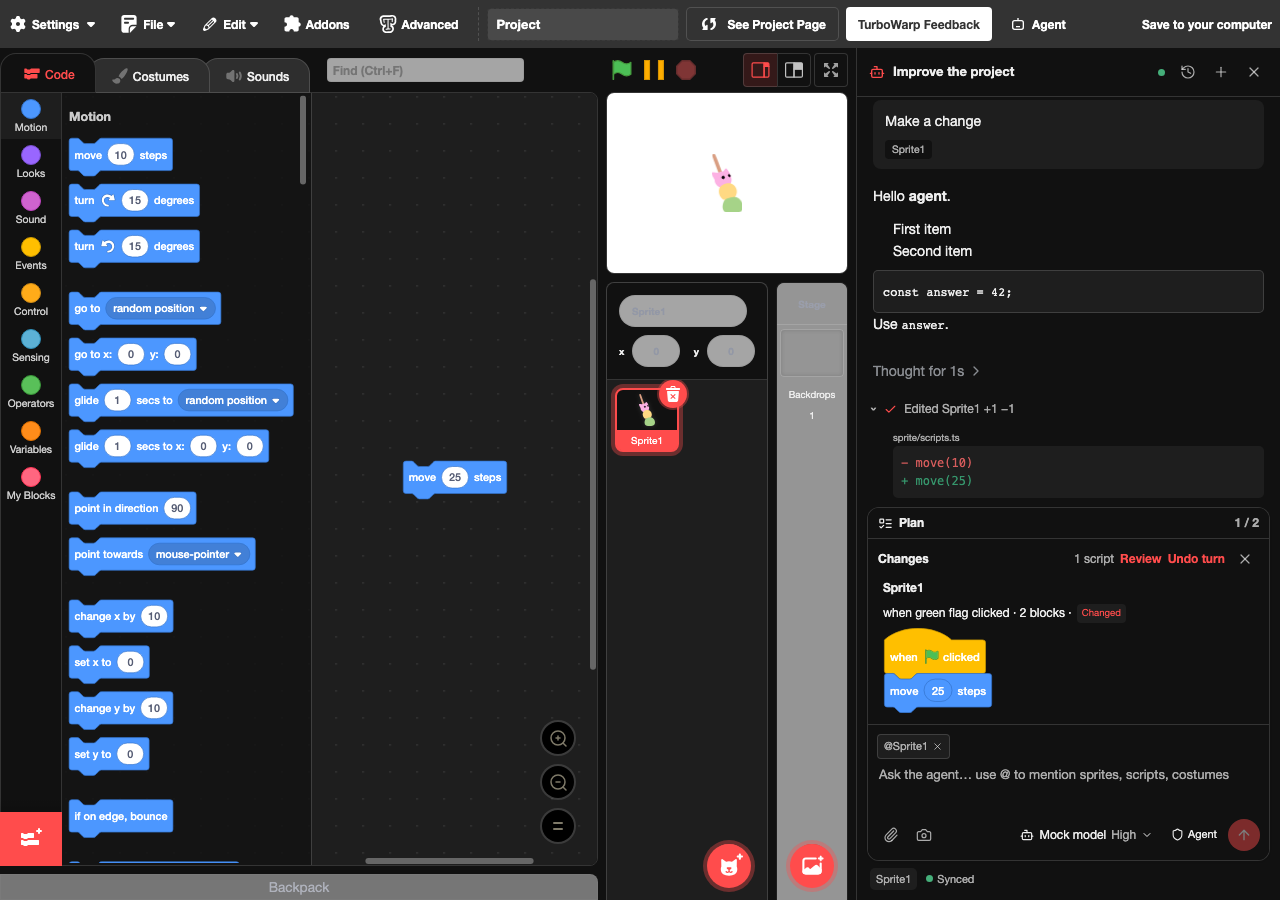 Settings
File
Edit
Addons
Advanced
Project
See Project Page
TurboWarp Feedback
Agent
Save to your computer
Code
Costumes
Sounds
Find (Ctrl+F)
Improve the project
Motion
Looks
Sound
Events
Control
Sensing
Operators
Variables
My Blocks
Motion
move 10 steps
turn 15 degrees
turn 15 degrees
go to random position
go to x: 0 y: 0
glide 1 secs to random position
glide 1 secs to x: 0 y: 0
point in direction 90
point towards mouse-pointer
change x by 10
set x to 0
change y by 10
set y to 0
if on edge, bounce
move 25 steps
Backpack
Sprite1
x 0 y 0
Sprite1
Stage
Backdrops
1
Make a change
Sprite1
Hello agent.
First item
Second item
const answer = 42;
Use answer.
Thought for 1s
Edited Sprite1 +1 −1
sprite/scripts.ts
− move(10)
+ move(25)
Plan
1 / 2
Changes
1 script Review Undo turn
Sprite1
when green flag clicked · 2 blocks · Changed
when clicked
move 25 steps
@Sprite1
Ask the agent… use @ to mention sprites, scripts, costumes
Mock model High
Agent
Sprite1
Synced